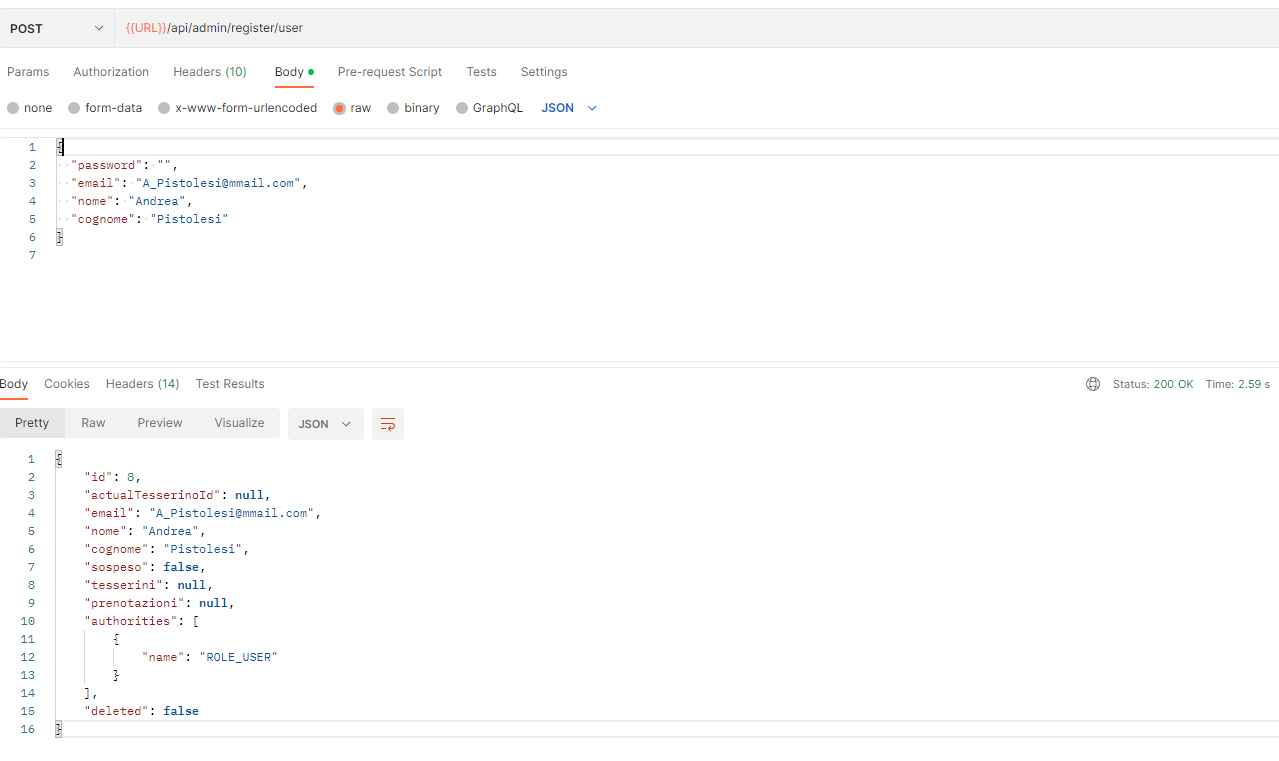 POST {{URL}}/api/admin/register/user
Params Authorization Headers (10) Body Pre-request Script Tests Settings
none form-data x-www-form-urlencoded raw binary GraphQL JSON
1 {
2 "password": "",
3 "email": "A_Pistolesi@mmail.com",
4 "nome": "Andrea",
5 "cognome": "Pistolesi"
6 }
7
Body Cookies Headers (14) Test Results Status: 200 OK Time: 2.59 s
Pretty Raw Preview Visualize JSON
1 {
2 "id": 8,
3 "actualTesserinoId": null,
4 "email": "A_Pistolesi@mmail.com",
5 "nome": "Andrea",
6 "cognome": "Pistolesi",
7 "sospeso": false,
8 "tesserini": null,
9 "prenotazioni": null,
10 "authorities": [
11 {
12 "name": "ROLE_USER"
13 }
14 ],
15 "deleted": false
16 }